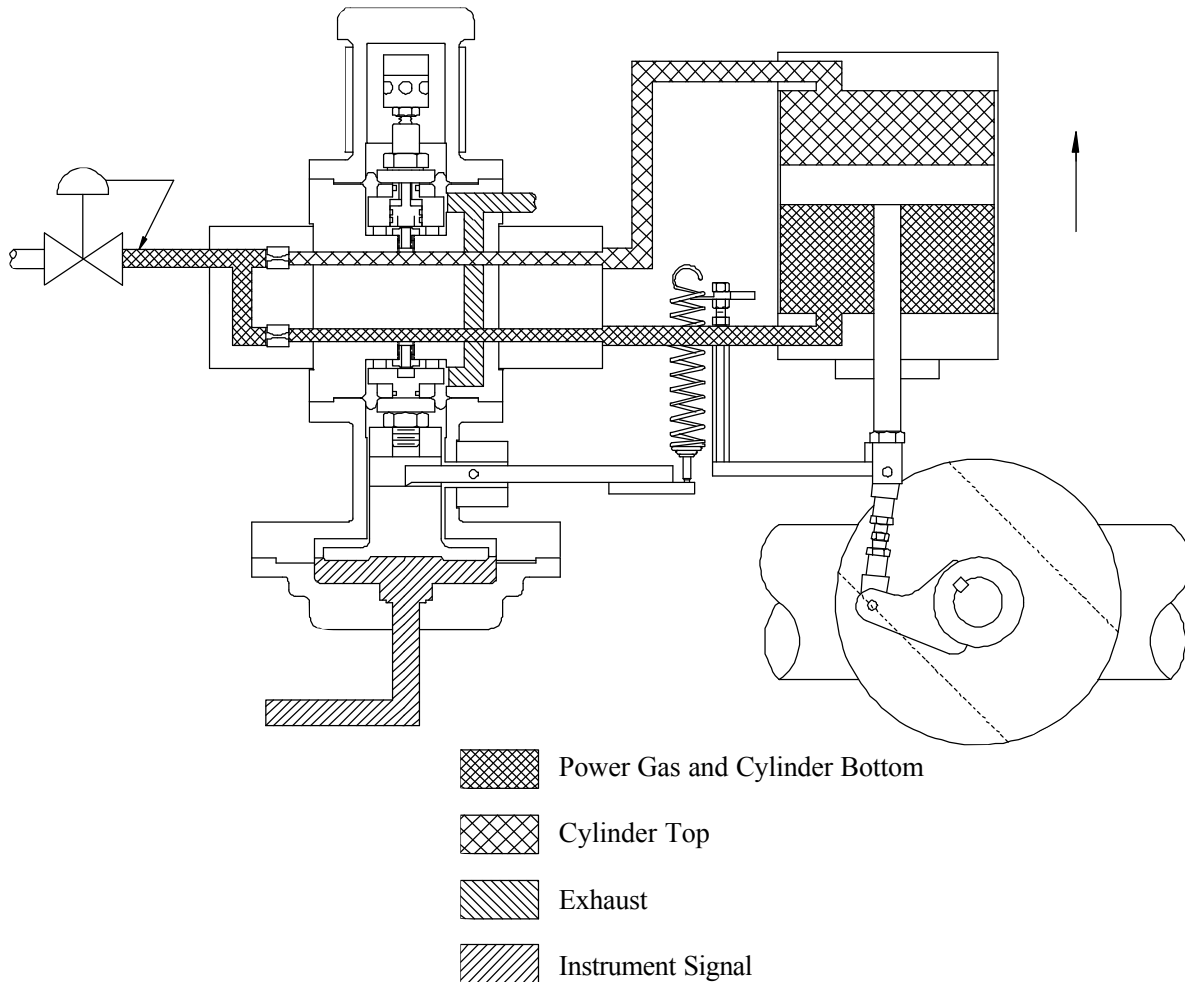 Power Gas and Cylinder Bottom
Cylinder Top
Exhaust
Instrument Signal